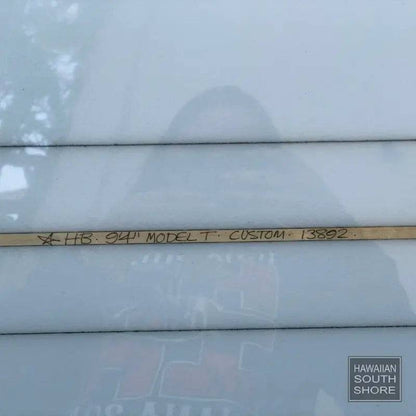 ☆ HB. 9'4" MODEL T. CUSTOM. 13892.
HAWAIIAN
SOUTH
SHORE